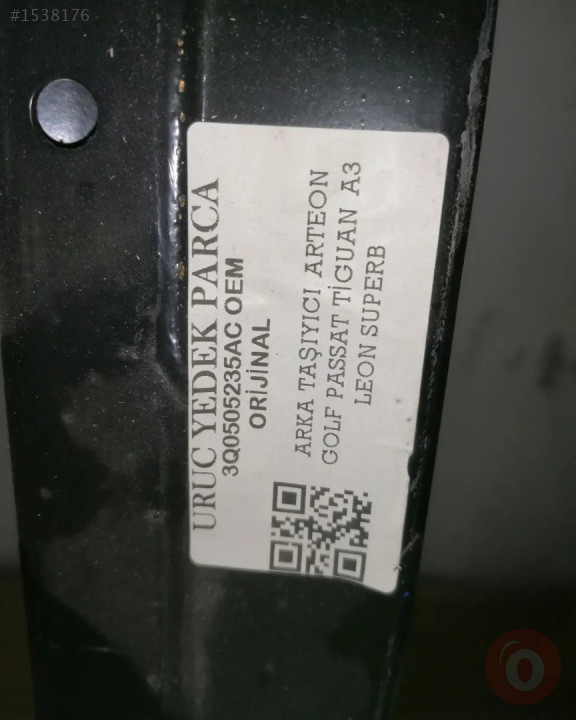 #1538176
URUC YEDEK PARCA
3Q0505235AC OEM
ORİJİNAL
ARKA TAŞIYICI ARTEON
GOLF PASSAT TİGUAN A3
LEON SUPERB